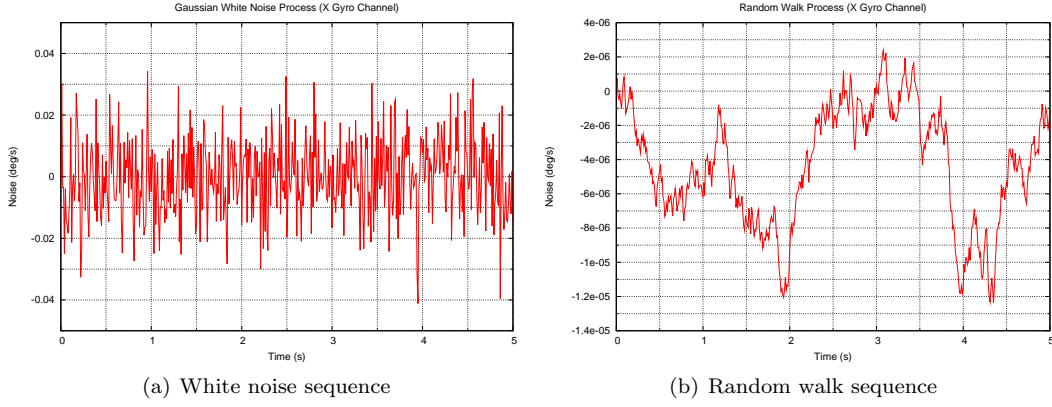 Gaussian White Noise Process (X Gyro Channel)
0.04
0.02
0
-0.02
-0.04
Noise (deg/s)
0 1 2 3 4 5
Time (s)
(a) White noise sequence
Random Walk Process (X Gyro Channel)
2e-06
0
-2e-06
-4e-06
-6e-06
-8e-06
-1e-05
-1.2e-05
-1.4e-05
Noise (deg/s)
0 1 2 3 4 5
Time (s)
(b) Random walk sequence